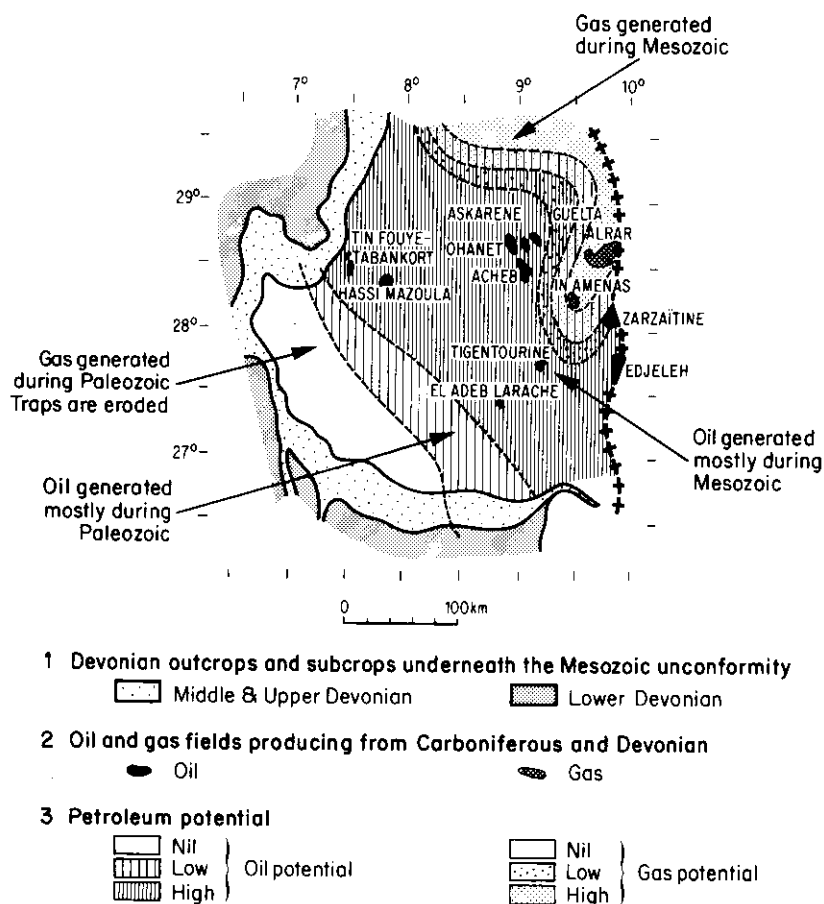 Gas generated
during Mesozoic
7° 8° 9° 10°
29°
28°
27°
ASKARENE
GUELTA
ALRAR
TIN FOUYE-
TABANKORT
OHANET
ACHEB
HASSI MAZOULA
IN AMENAS
ZARZAÏTINE
TIGENTOURINE
EDJELEH
EL ADEB LARACHE
Gas generated
during Paleozoic
Traps are eroded
Oil generated
mostly during
Paleozoic
Oil generated
mostly during
Mesozoic
0 100km
1 Devonian outcrops and subcrops underneath the Mesozoic unconformity
Middle & Upper Devonian Lower Devonian
2 Oil and gas fields producing from Carboniferous and Devonian
Oil Gas
3 Petroleum potential
Nil Nil
Low Oil potential Low Gas potential
High High